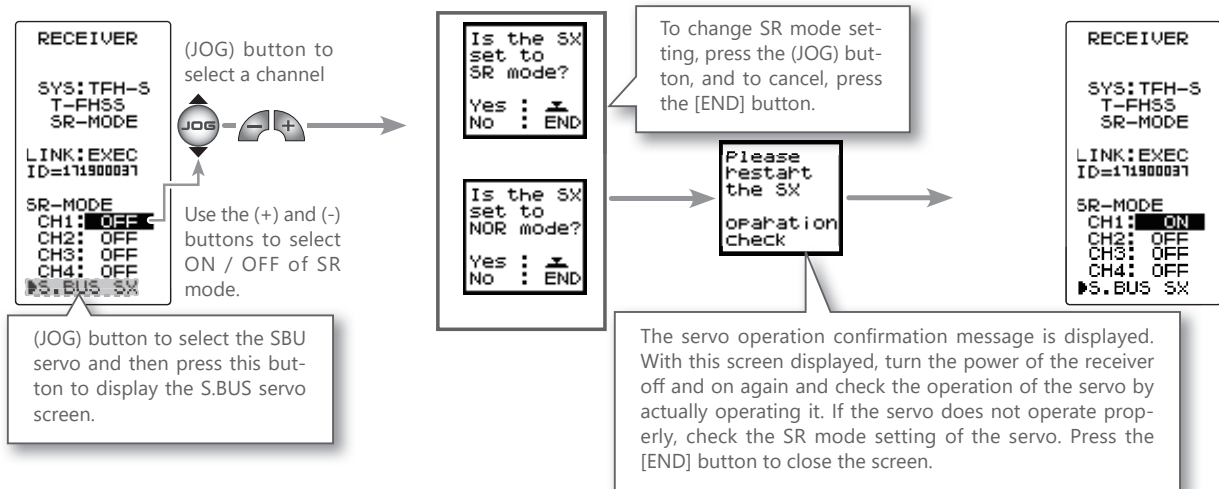 RECEIVER
SYS:TFH-S
T-FHSS
SR-MODE
LINK:EXEC
ID=171900031
SR-MODE
CH1: OFF
CH2: OFF
CH3: OFF
CH4: OFF
▶S.BUS SX
(JOG) button to
select a channel
JOG
- +
Use the (+) and (-)
buttons to select
ON / OFF of SR
mode.
(JOG) button to select the SBU
servo and then press this but-
ton to display the S.BUS servo
screen.
Is the SX
set to
SR mode?
Yes :
No : END
Is the SX
set to
NOR mode?
Yes :
No : END
To change SR mode set-
ting, press the (JOG) but-
ton, and to cancel, press
the [END] button.
Please
restart
the SX
oparation
check
The servo operation confirmation message is displayed.
With this screen displayed, turn the power of the receiver
off and on again and check the operation of the servo by
actually operating it. If the servo does not operate prop-
erly, check the SR mode setting of the servo. Press the
[END] button to close the screen.
RECEIVER
SYS:TFH-S
T-FHSS
SR-MODE
LINK:EXEC
ID=171900031
SR-MODE
CH1: ON
CH2: OFF
CH3: OFF
CH4: OFF
▶S.BUS SX